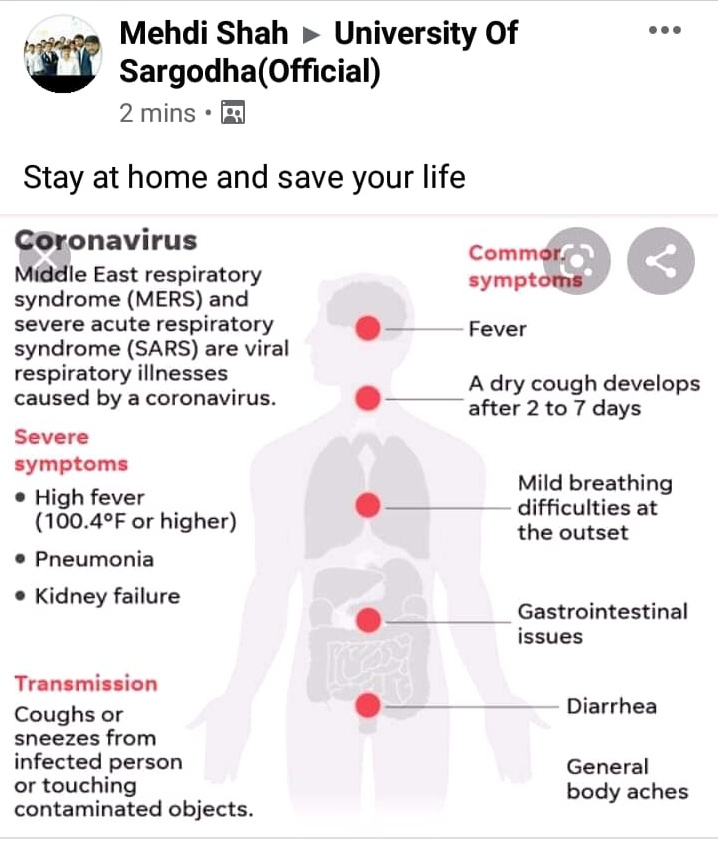 Mehdi Shah ▸ University Of
Sargodha(Official)
2 mins •
Stay at home and save your life
Coronavirus
Middle East respiratory
syndrome (MERS) and
severe acute respiratory
syndrome (SARS) are viral
respiratory illnesses
caused by a coronavirus.
Severe
symptoms
• High fever
(100.4°F or higher)
• Pneumonia
• Kidney failure
Transmission
Coughs or
sneezes from
infected person
or touching
contaminated objects.
Common
symptoms
Fever
A dry cough develops
after 2 to 7 days
Mild breathing
difficulties at
the outset
Gastrointestinal
issues
Diarrhea
General
body aches